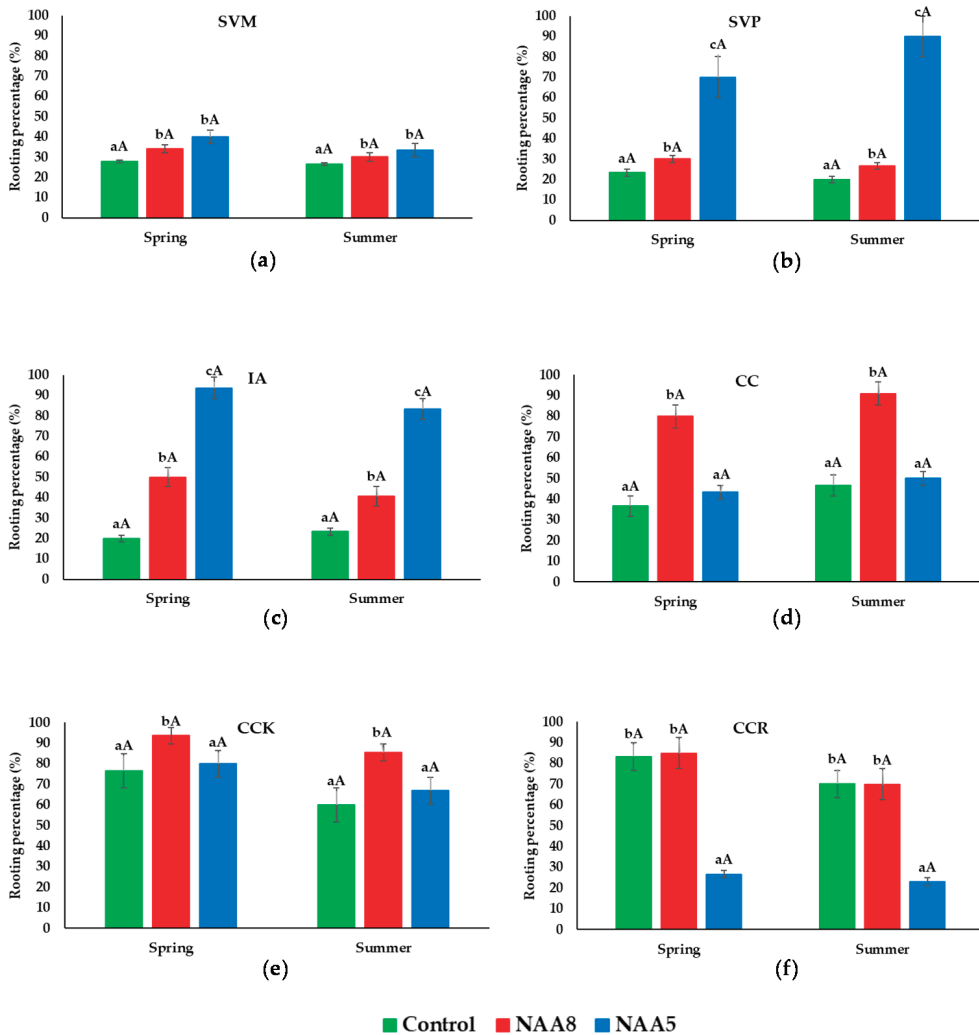 SVM
Rooting percentage (%)
100
90
80
70
60
50
40
30
20
10
0
aA bA bA aA bA bA
Spring Summer
(a)
SVP
Rooting percentage (%)
100
90
80
70
60
50
40
30
20
10
0
aA bA cA aA bA cA
Spring Summer
(b)
IA
Rooting percentage (%)
100
90
80
70
60
50
40
30
20
10
0
aA bA cA aA bA cA
Spring Summer
(c)
CC
Rooting percentage (%)
100
90
80
70
60
50
40
30
20
10
0
aA bA aA aA bA aA
Spring Summer
(d)
CCK
Rooting percentage (%)
100
90
80
70
60
50
40
30
20
10
0
aA bA aA aA bA aA
Spring Summer
(e)
CCR
Rooting percentage (%)
100
90
80
70
60
50
40
30
20
10
0
bA bA aA bA bA aA
Spring Summer
(f)
Control NAA8 NAA5